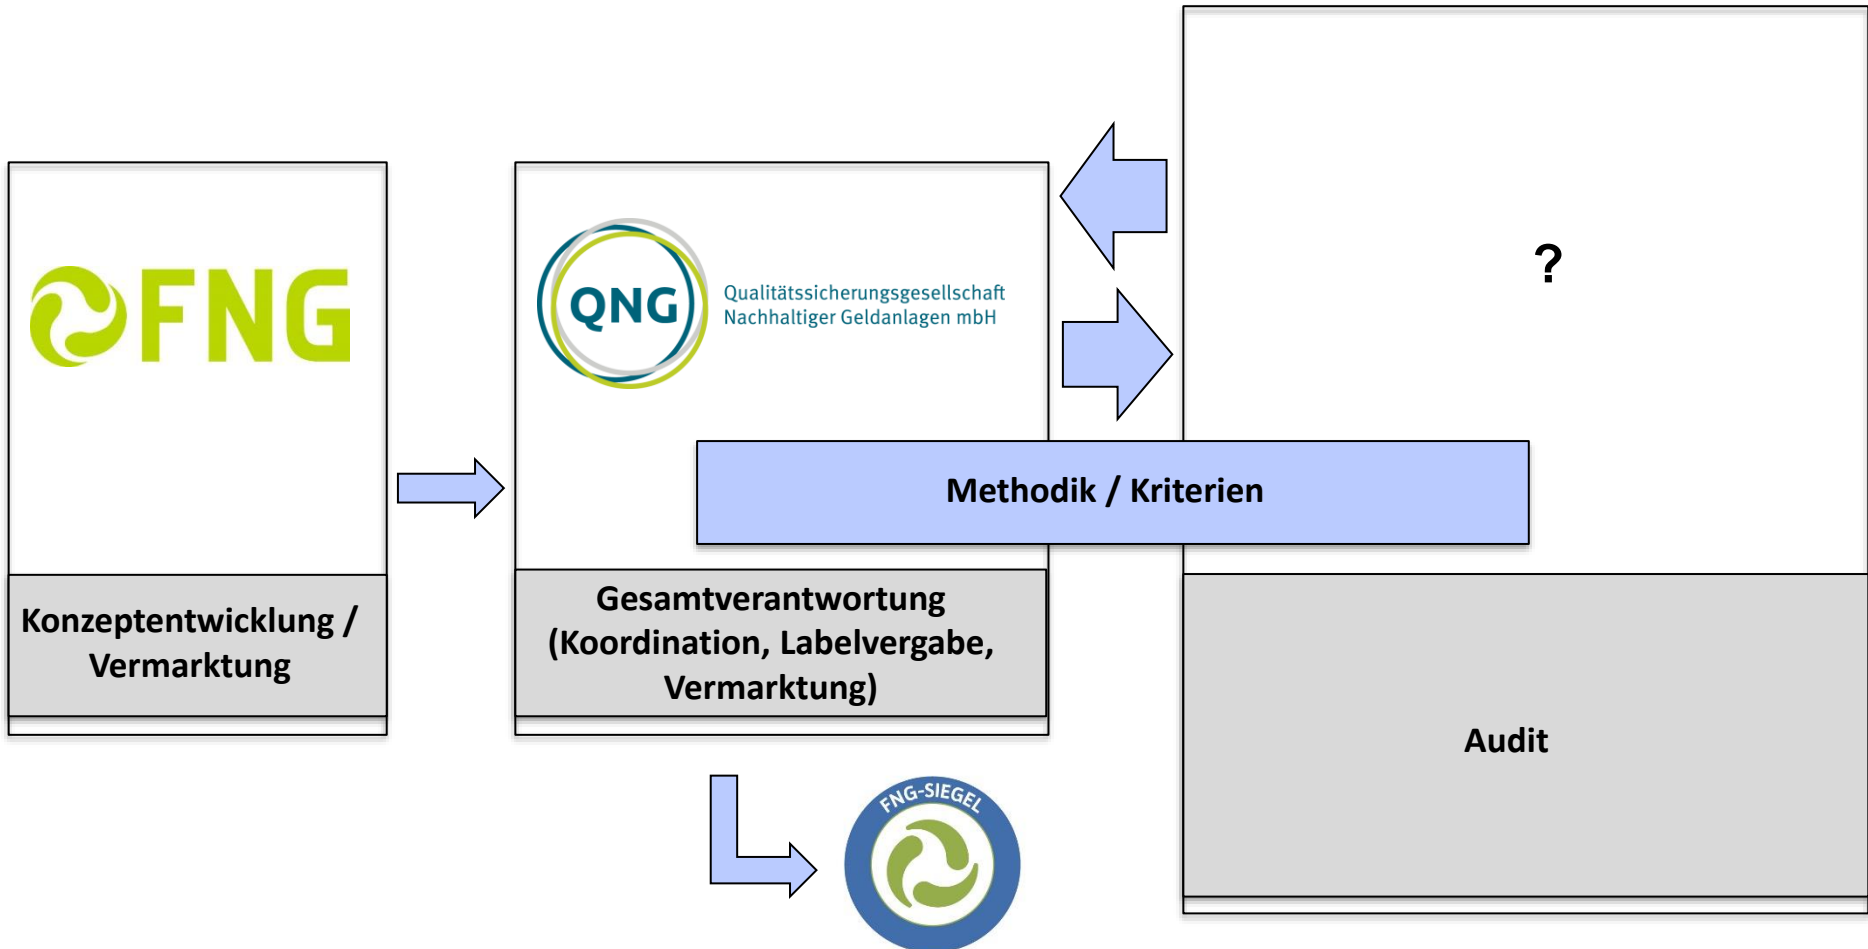 FNG
Konzeptentwicklung /
Vermarktung
QNG
Qualitätssicherungsgesellschaft
Nachhaltiger Geldanlagen mbH
Methodik / Kriterien
Gesamtverantwortung
(Koordination, Labelvergabe,
Vermarktung)
FNG-SIEGEL
?
Audit